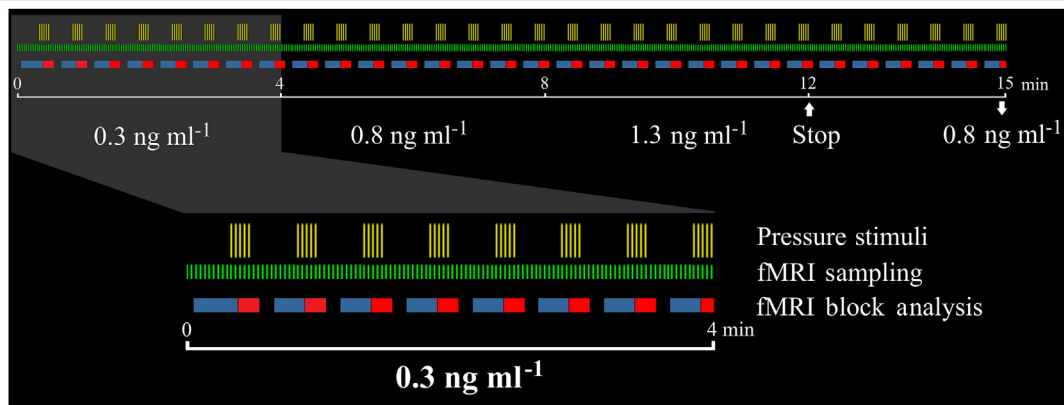 0 4 8 12 15 min
0.3 ng ml-1 0.8 ng ml-1 1.3 ng ml-1 Stop 0.8 ng ml-1
Pressure stimuli
fMRI sampling
fMRI block analysis
0 4 min
0.3 ng ml-1